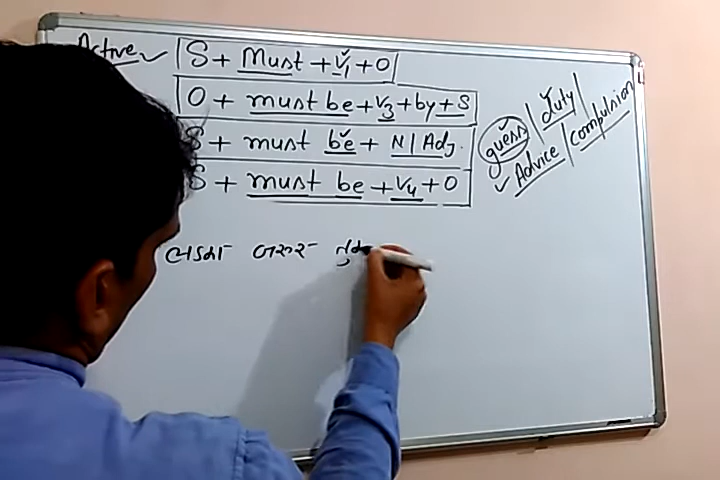 Active ✓ S + Must + V1 + O
O + must be + V3 + by + S
S + must be + N | Adj.
S + must be + V4 + O
guess / Duty /
✓ Advice / compulsion